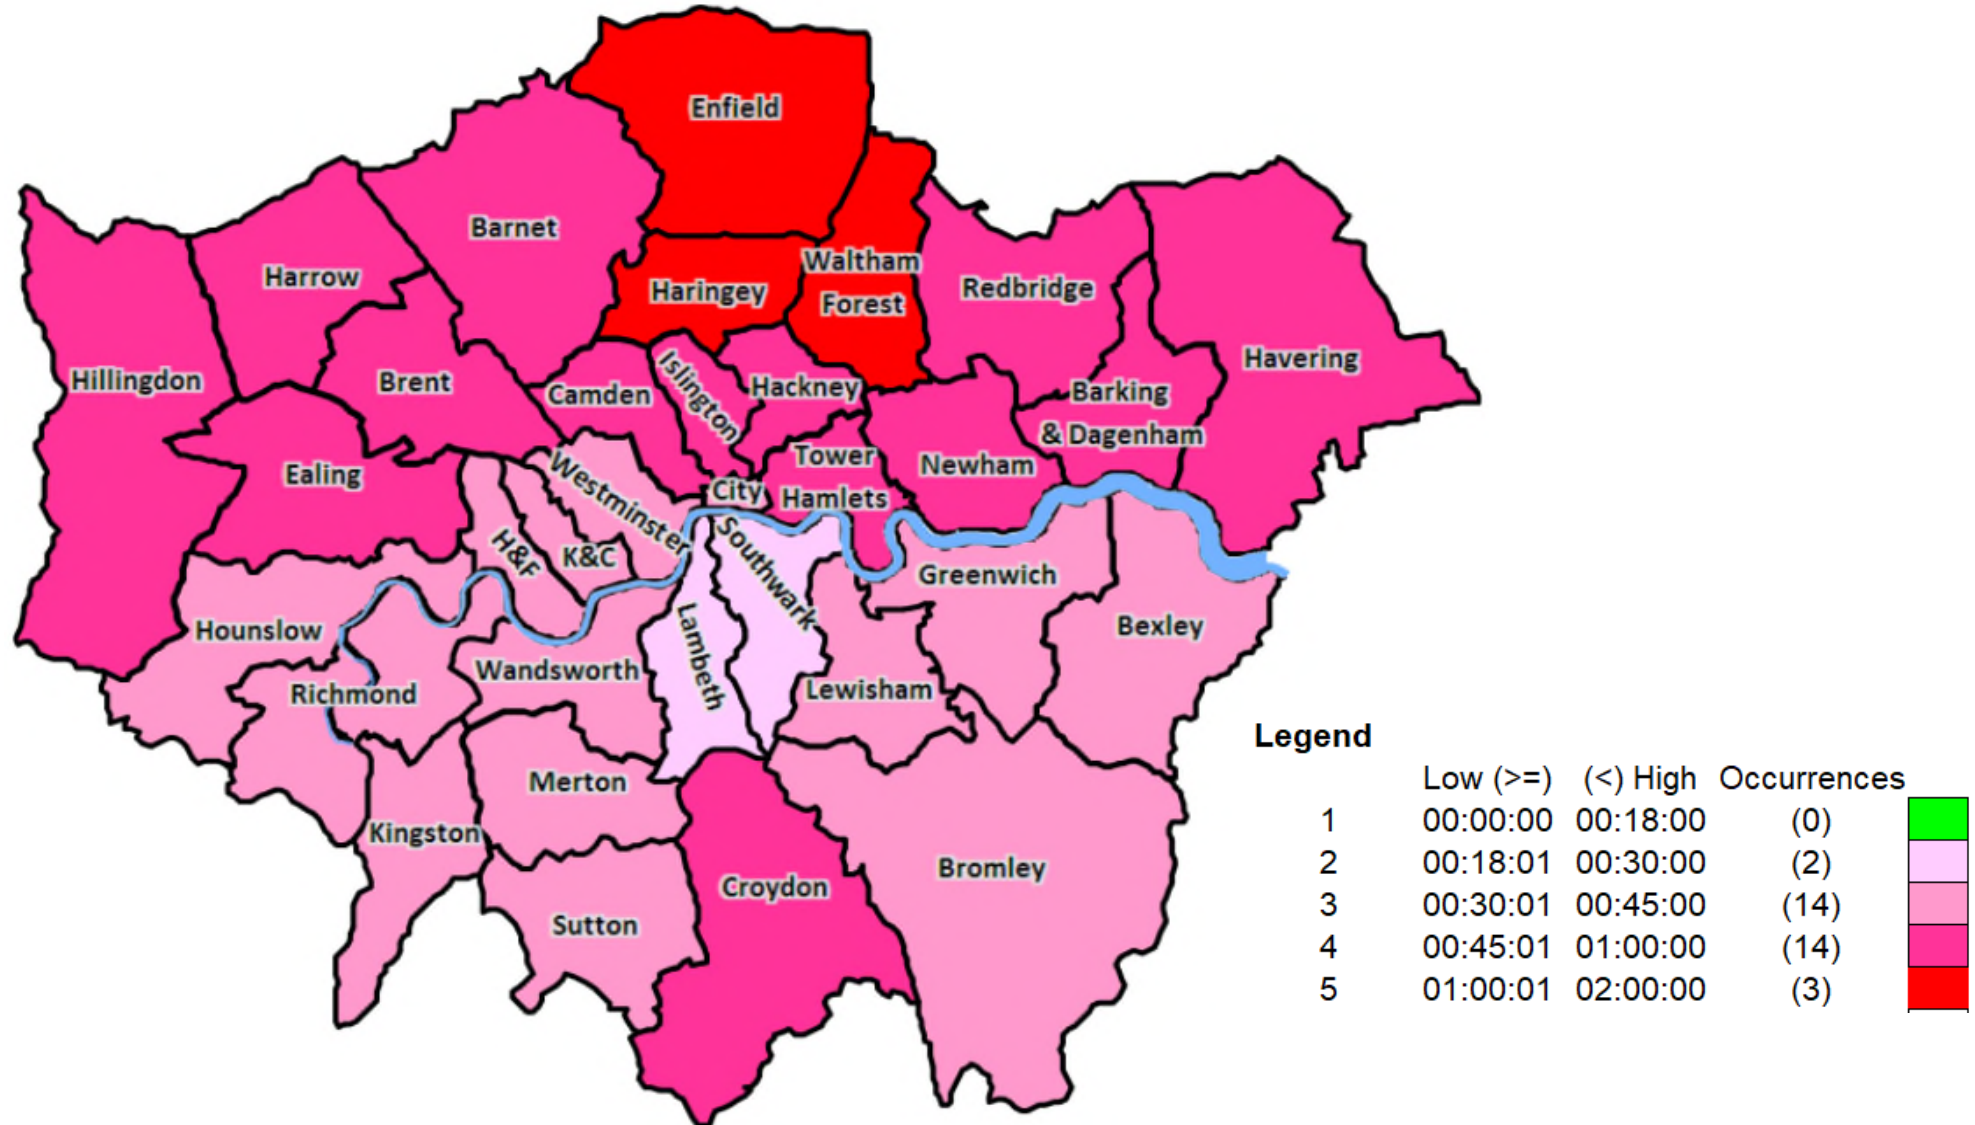 Enfield
Barnet
Harrow
Haringey
Waltham
Forest
Redbridge
Havering
Hillingdon
Brent
Camden
Islington
Hackney
Barking
& Dagenham
Ealing
Westminster
City
Tower
Hamlets
Newham
H&F
K&C
Southwark
Greenwich
Bexley
Hounslow
Richmond
Wandsworth
Lambeth
Lewisham
Merton
Kingston
Sutton
Croydon
Bromley
Legend
Low (>=) (<) High Occurrences
1 00:00:00 00:18:00 (0)
2 00:18:01 00:30:00 (2)
3 00:30:01 00:45:00 (14)
4 00:45:01 01:00:00 (14)
5 01:00:01 02:00:00 (3)